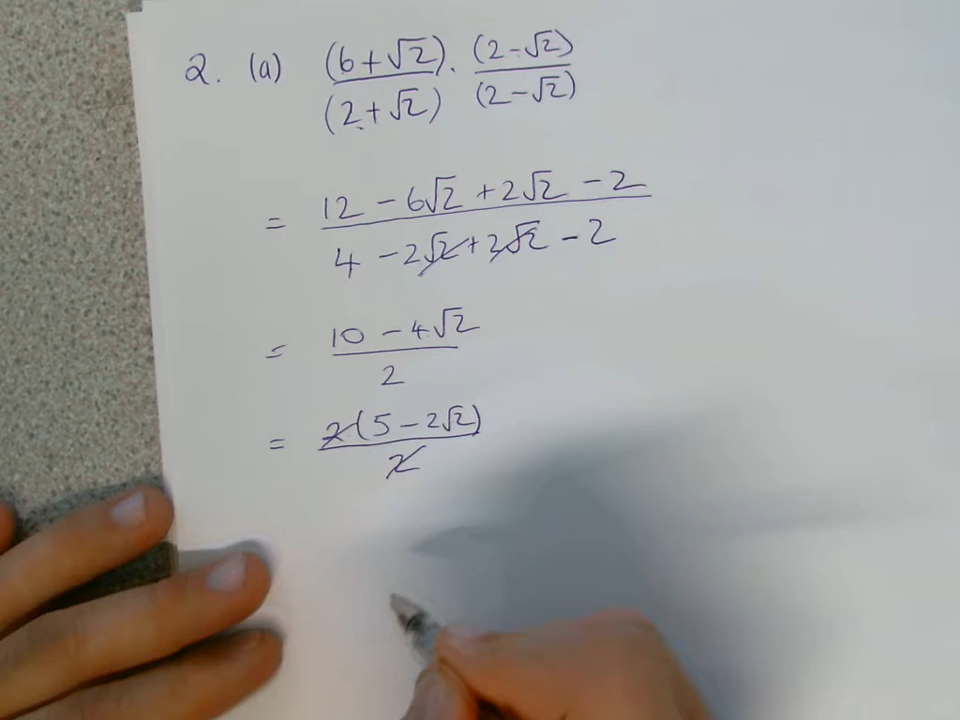 2. (a) (6+√2)/(2+√2) · (2-√2)/(2-√2)
= (12 - 6√2 + 2√2 - 2)/(4 - 2√2 + 2√2 - 2)
= (10 - 4√2)/2
= 2(5 - 2√2)/2